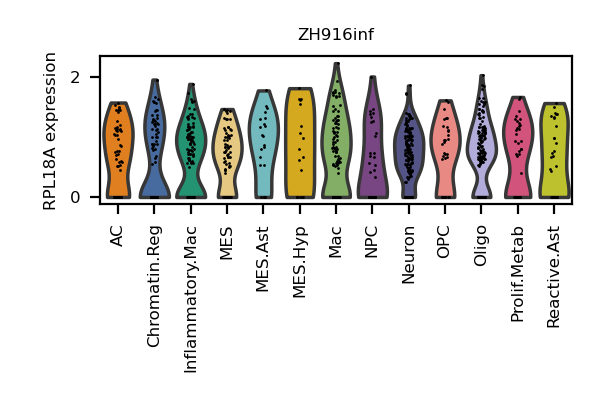 ZH916inf
RPL18A expression
2
0
AC
Chromatin.Reg
Inflammatory.Mac
MES
MES.Ast
MES.Hyp
Mac
NPC
Neuron
OPC
Oligo
Prolif.Metab
Reactive.Ast